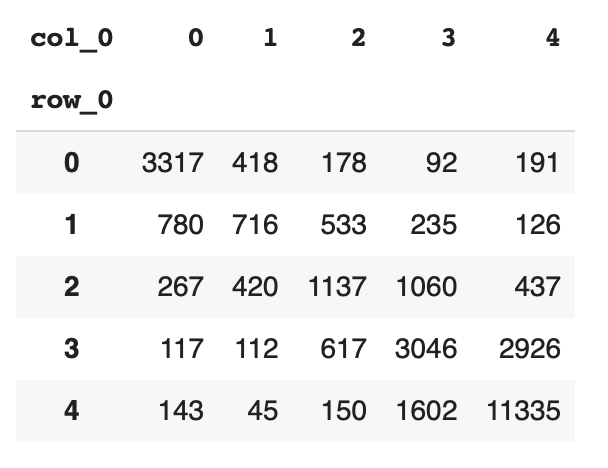 col_0 0 1 2 3 4
row_0
0 3317 418 178 92 191
1 780 716 533 235 126
2 267 420 1137 1060 437
3 117 112 617 3046 2926
4 143 45 150 1602 11335